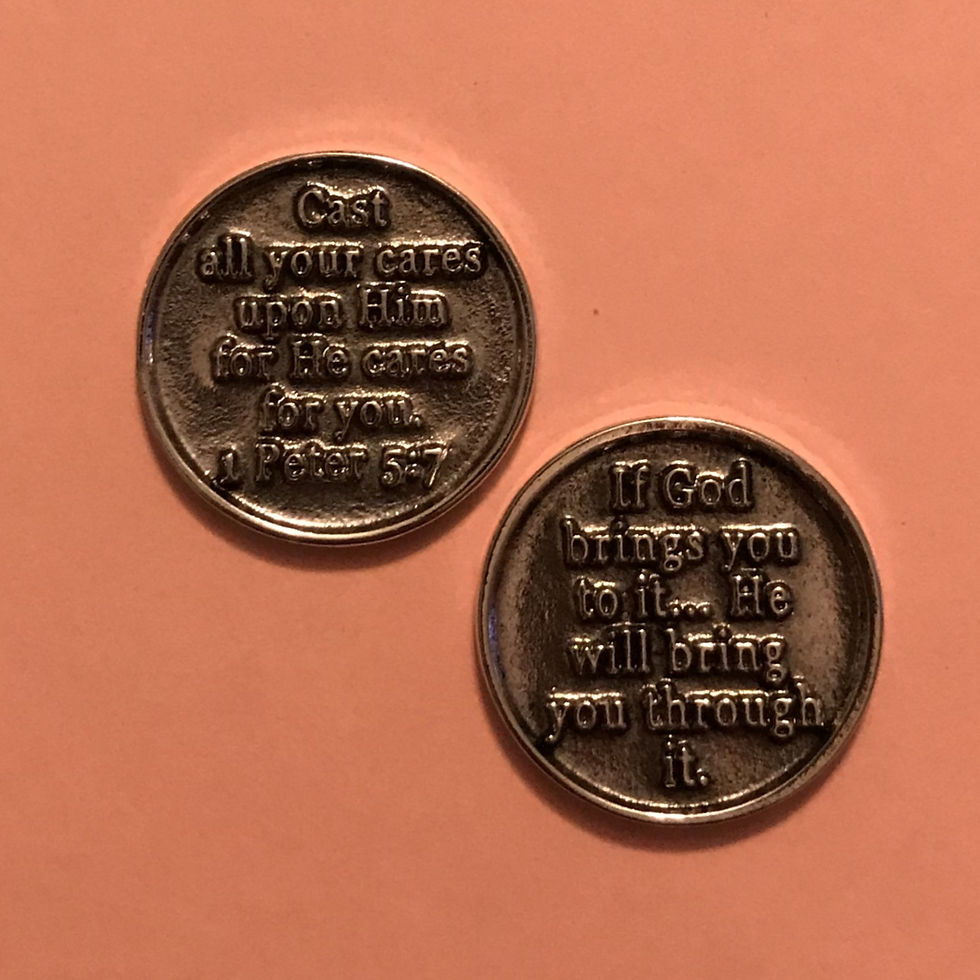 Cast
all your cares
upon Him
for He cares
for you.
1 Peter 5:7
If God
brings you
to it... He
will bring
you through
it.